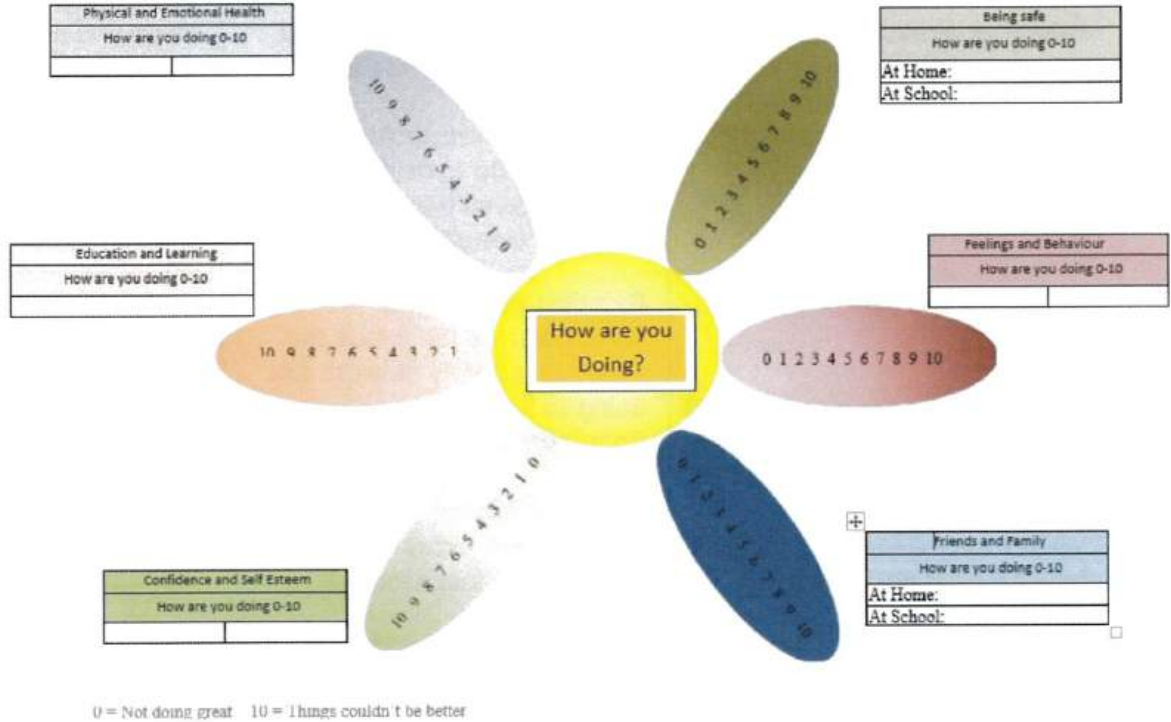 Physical and Emotional Health
How are you doing 0-10
Being safe
How are you doing 0-10
At Home:
At School:
10 9 8 7 6 5 4 3 2 1 0
0 1 2 3 4 5 6 7 8 9 10
Education and Learning
How are you doing 0-10
Feelings and Behaviour
How are you doing 0-10
10 9 8 7 6 5 4 3 2 1
How are you
Doing?
0 1 2 3 4 5 6 7 8 9 10
10 9 8 7 6 5 4 3 2 1 0
0 1 2 3 4 5 6 7 8 9 10
Confidence and Self Esteem
How are you doing 0-10
Friends and Family
How are you doing 0-10
At Home:
At School:
0 = Not doing great 10 = Things couldn't be better